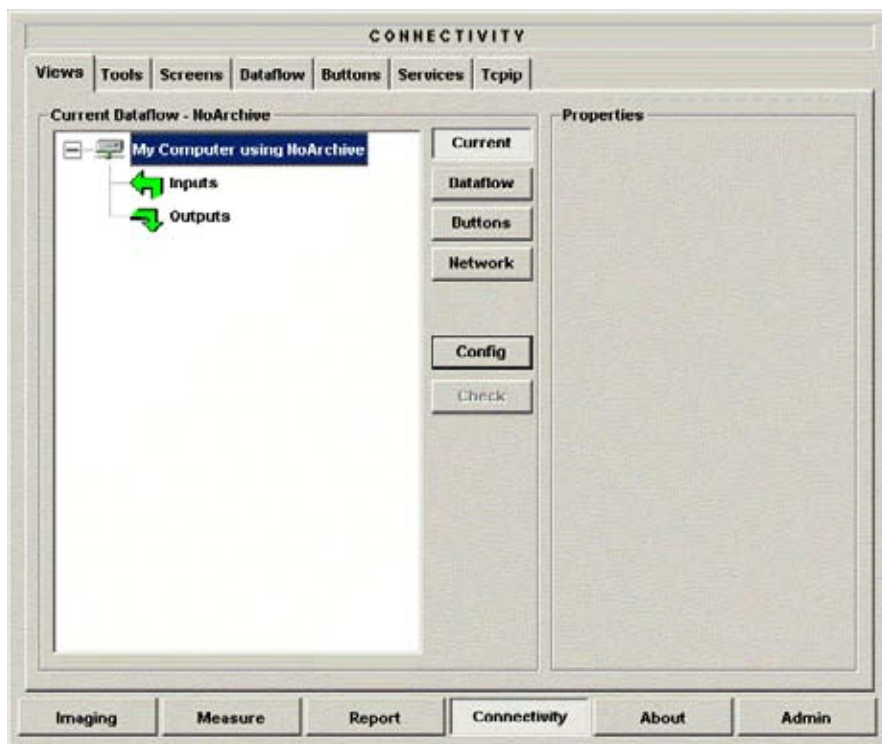 CONNECTIVITY
Views Tools Screens Dataflow Buttons Services Tcpip
Current Dataflow - NoArchive
Properties
My Computer using NoArchive
Inputs
Outputs
Current
Dataflow
Buttons
Network
Config
Check
Imaging Measure Report Connectivity About Admin